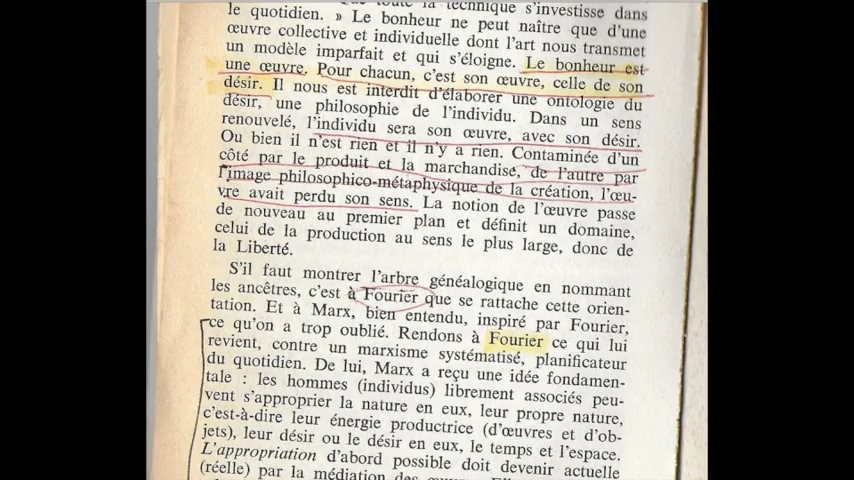 toute la technique s'investisse dans
le quotidien. » Le bonheur ne peut naître que d'une
œuvre collective et individuelle dont l'art nous transmet
un modèle imparfait et qui s'éloigne. Le bonheur est
une œuvre. Pour chacun, c'est son œuvre, celle de son
désir. Il nous est interdit d'élaborer une ontologie du
désir, une philosophie de l'individu. Dans un sens
renouvelé, l'individu sera son œuvre, avec son désir.
Ou bien il n'est rien et il n'y a rien. Contaminée d'un
côté par le produit et la marchandise, de l'autre par
l'image philosophico-métaphysique de la création, l'œu-
vre avait perdu son sens. La notion de l'œuvre passe
de nouveau au premier plan et définit un domaine,
celui de la production au sens le plus large, donc de
la Liberté.
S'il faut montrer l'arbre généalogique en nommant
les ancêtres, c'est à Fourier que se rattache cette orien-
tation. Et à Marx, bien entendu, inspiré par Fourier,
ce qu'on a trop oublié. Rendons à Fourier ce qui lui
revient, contre un marxisme systématisé, planificateur
du quotidien. De lui, Marx a reçu une idée fondamen-
tale : les hommes (individus) librement associés peu-
vent s'approprier la nature en eux, leur propre nature,
c'est-à-dire leur énergie productrice (d'œuvres et d'ob-
jets), leur désir ou le désir en eux, le temps et l'espace.
L'appropriation d'abord possible doit devenir actuelle
(réelle) par la médiation des